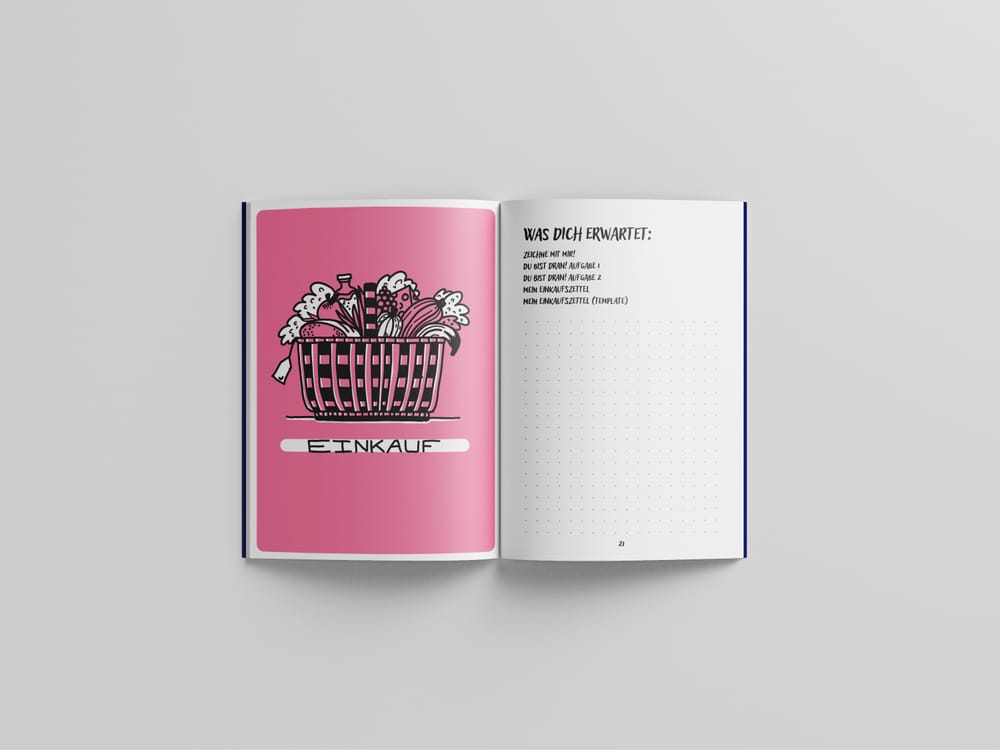 EINKAUF
WAS DICH ERWARTET:
ZEICHNE MIT MIR!
DU BIST DRAN! AUFGABE 1
DU BIST DRAN! AUFGABE 2
MEIN EINKAUFSZETTEL
MEIN EINKAUFSZETTEL (TEMPLATE)
21